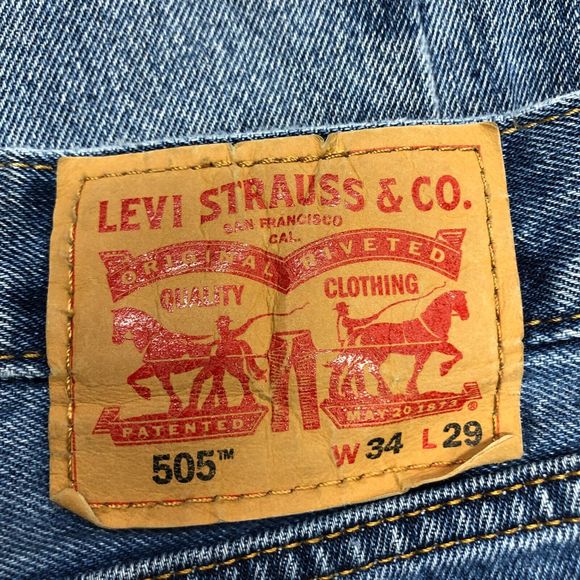 LEVI STRAUSS & CO.
SAN FRANCISCO
CAL.
ORIGINAL RIVETED
QUALITY CLOTHING
PATENTED MAY 20 1873 ®
505™ W 34 L 29